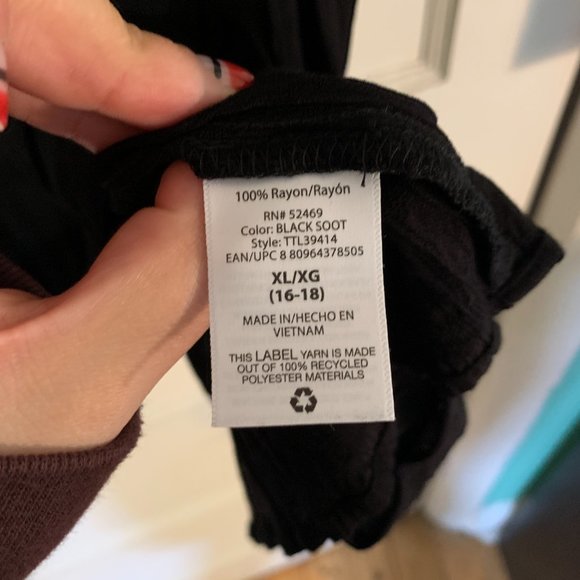 100% Rayon/Rayón
RN# 52469
Color: BLACK SOOT
Style: TTL39414
EAN/UPC 8 80964378505
XL/XG
(16-18)
MADE IN/HECHO EN
VIETNAM
THIS LABEL YARN IS MADE
OUT OF 100% RECYCLED
POLYESTER MATERIALS